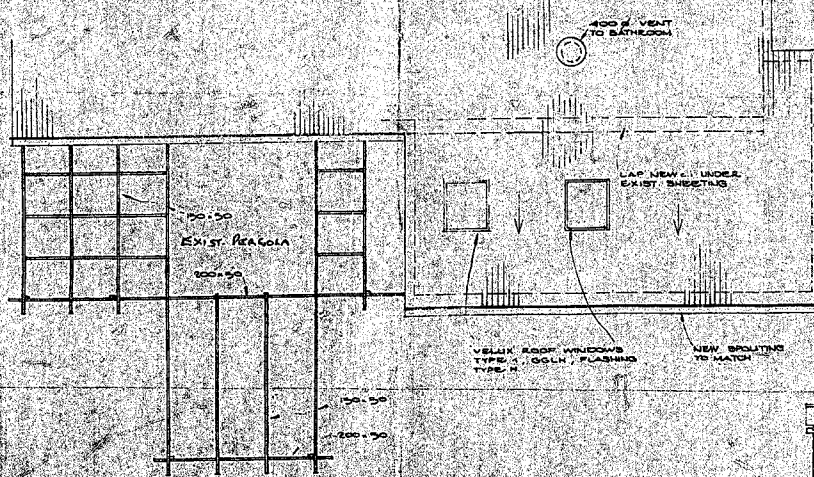 400 ø VENT
TO BATHROOM
LAP NEW C.I. UNDER
EXIST. SHEETING
150×50
EXIST. PERGOLA
200×50
VELUX ROOF WINDOWS
TYPE 1, GGLH, FLASHING
TYPE H
NEW SPOUTING
TO MATCH
150×50
200×50